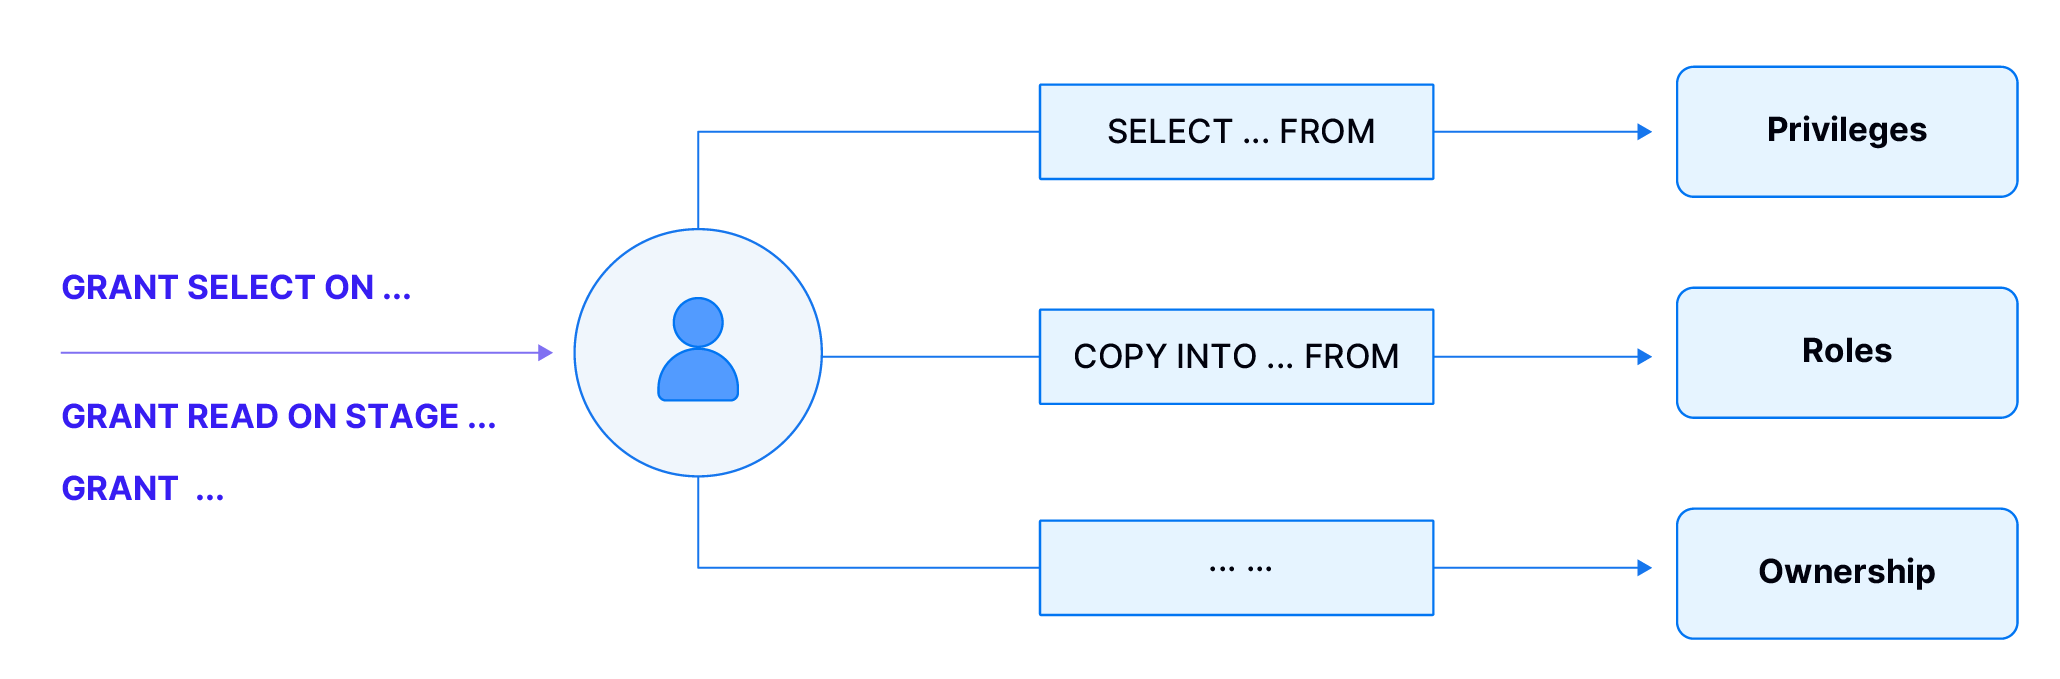 GRANT SELECT ON ...
GRANT READ ON STAGE ...
GRANT ...
SELECT ... FROM
COPY INTO ... FROM
... ...
Privileges
Roles
Ownership